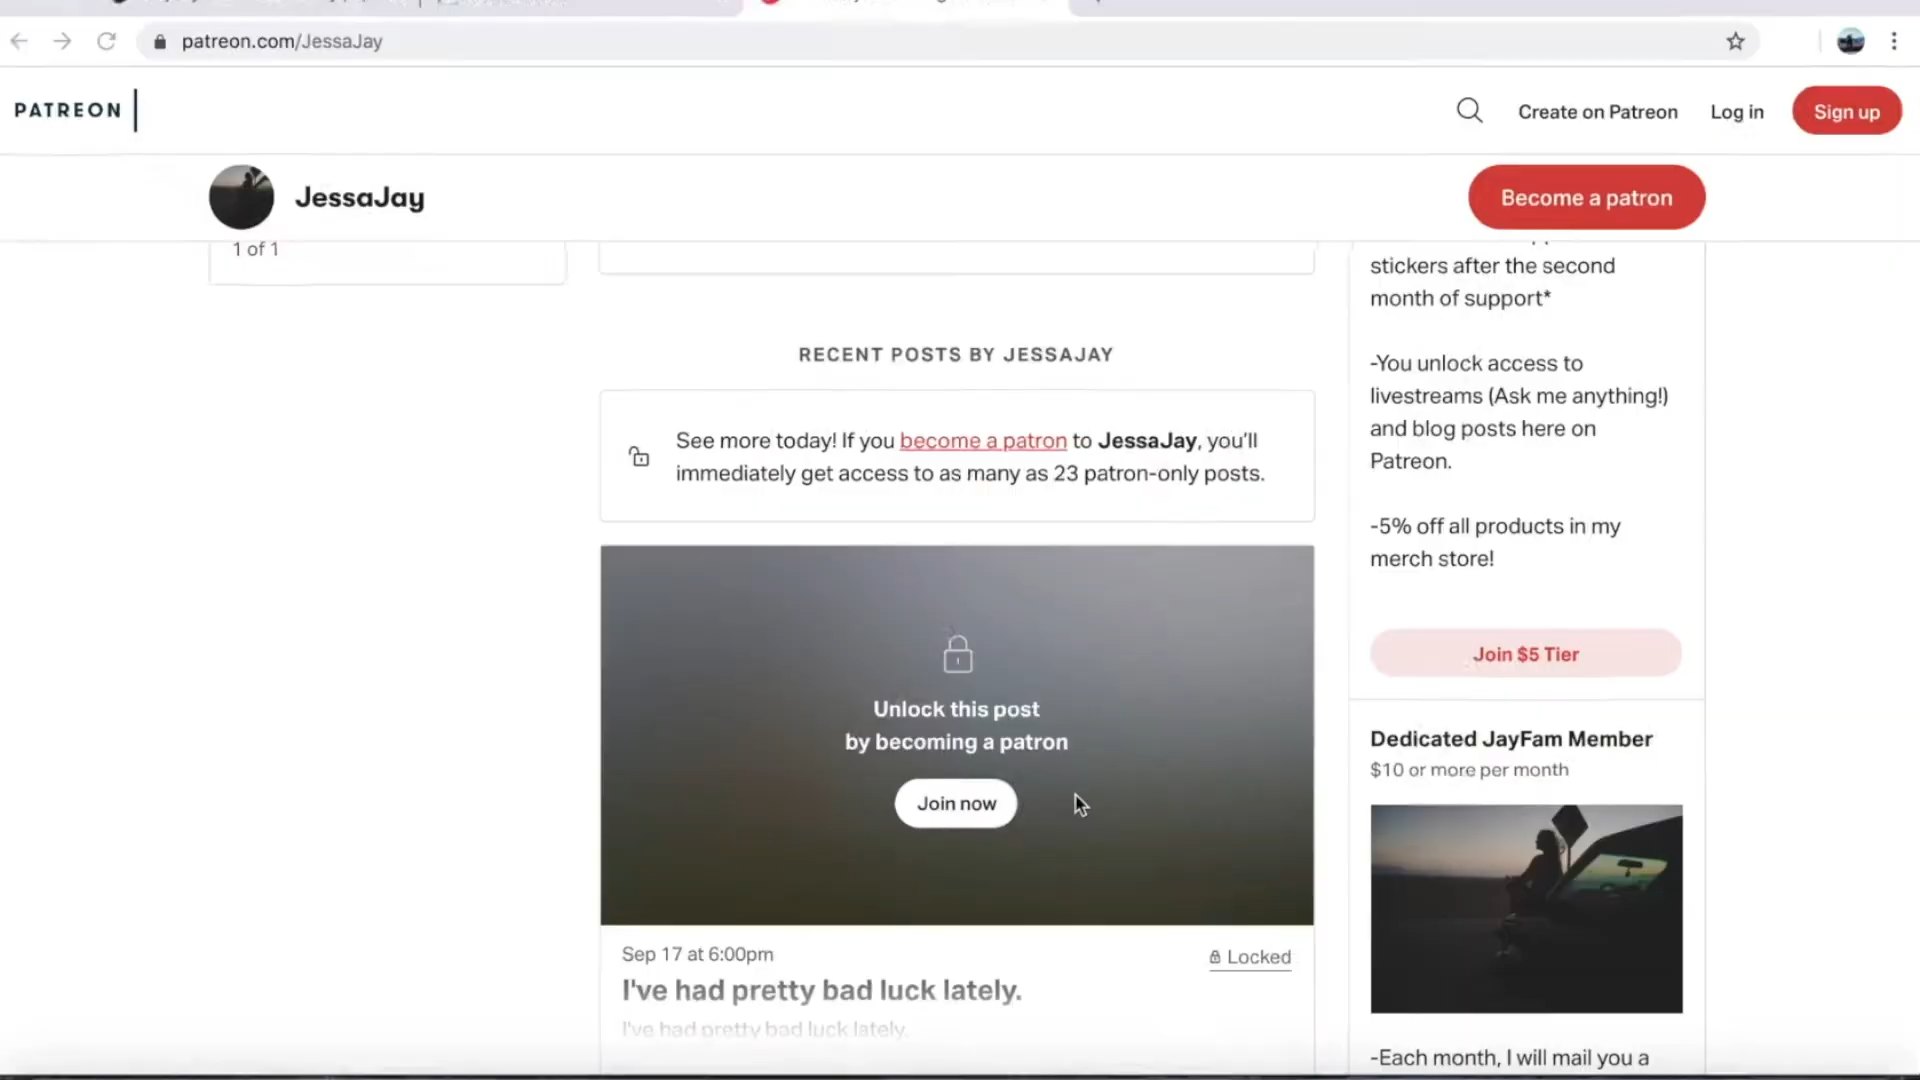 patreon.com/JessaJay
PATREON
Create on Patreon
Log in
Sign up
JessaJay
Become a patron
1 of 1
stickers after the second
month of support*
-You unlock access to
livestreams (Ask me anything!)
and blog posts here on
Patreon.
-5% off all products in my
merch store!
Join $5 Tier
RECENT POSTS BY JESSAJAY
See more today! If you become a patron to JessaJay, you'll
immediately get access to as many as 23 patron-only posts.
Unlock this post
by becoming a patron
Join now
Sep 17 at 6:00pm
Locked
I've had pretty bad luck lately.
I've had pretty bad luck lately.
Dedicated JayFam Member
$10 or more per month
-Each month, I will mail you a